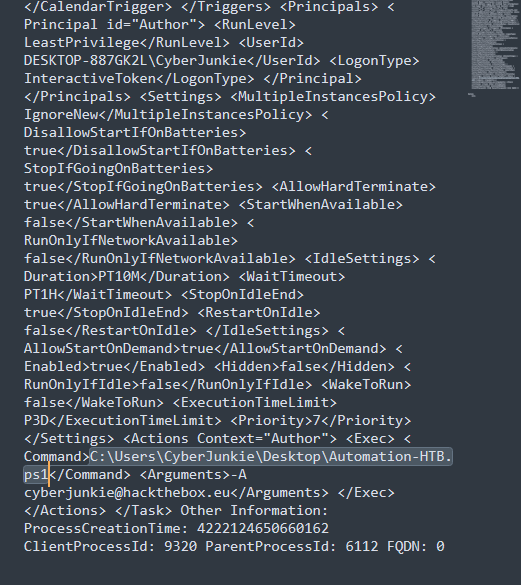 </CalendarTrigger> </Triggers> <Principals> <
Principal id="Author"> <RunLevel>
LeastPrivilege</RunLevel> <UserId>
DESKTOP-887GK2L\CyberJunkie</UserId> <LogonType>
InteractiveToken</LogonType> </Principal>
</Principals> <Settings> <MultipleInstancesPolicy>
IgnoreNew</MultipleInstancesPolicy> <
DisallowStartIfOnBatteries>
true</DisallowStartIfOnBatteries> <
StopIfGoingOnBatteries>
true</StopIfGoingOnBatteries> <AllowHardTerminate>
true</AllowHardTerminate> <StartWhenAvailable>
false</StartWhenAvailable> <
RunOnlyIfNetworkAvailable>
false</RunOnlyIfNetworkAvailable> <IdleSettings> <
Duration>PT10M</Duration> <WaitTimeout>
PT1H</WaitTimeout> <StopOnIdleEnd>
true</StopOnIdleEnd> <RestartOnIdle>
false</RestartOnIdle> </IdleSettings> <
AllowStartOnDemand>true</AllowStartOnDemand> <
Enabled>true</Enabled> <Hidden>false</Hidden> <
RunOnlyIfIdle>false</RunOnlyIfIdle> <WakeToRun>
false</WakeToRun> <ExecutionTimeLimit>
P3D</ExecutionTimeLimit> <Priority>7</Priority>
</Settings> <Actions Context="Author"> <Exec> <
Command>C:\Users\CyberJunkie\Desktop\Automation-HTB.
ps1</Command> <Arguments>-A
cyberjunkie@hackthebox.eu</Arguments> </Exec>
</Actions> </Task> Other Information:
ProcessCreationTime: 4222124650660162
ClientProcessId: 9320 ParentProcessId: 6112 FQDN: 0